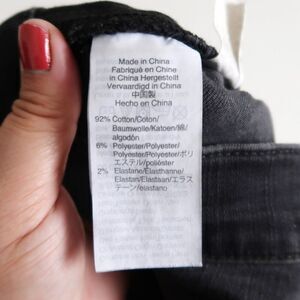 Made in China
Fabriqué en Chine
in China Hergestellt
Vervaardigd in China
中国製
Hecho en China
92% Cotton/Coton/
Baumwolle/Katoen/綿/
algodón
6% Polyester/Polyester/
Polyester/Polyester/ポリ
エステル/poliéster
2% Elastane/Élasthanne/
Elastan/Elastaan/エラス
テーン/elastano